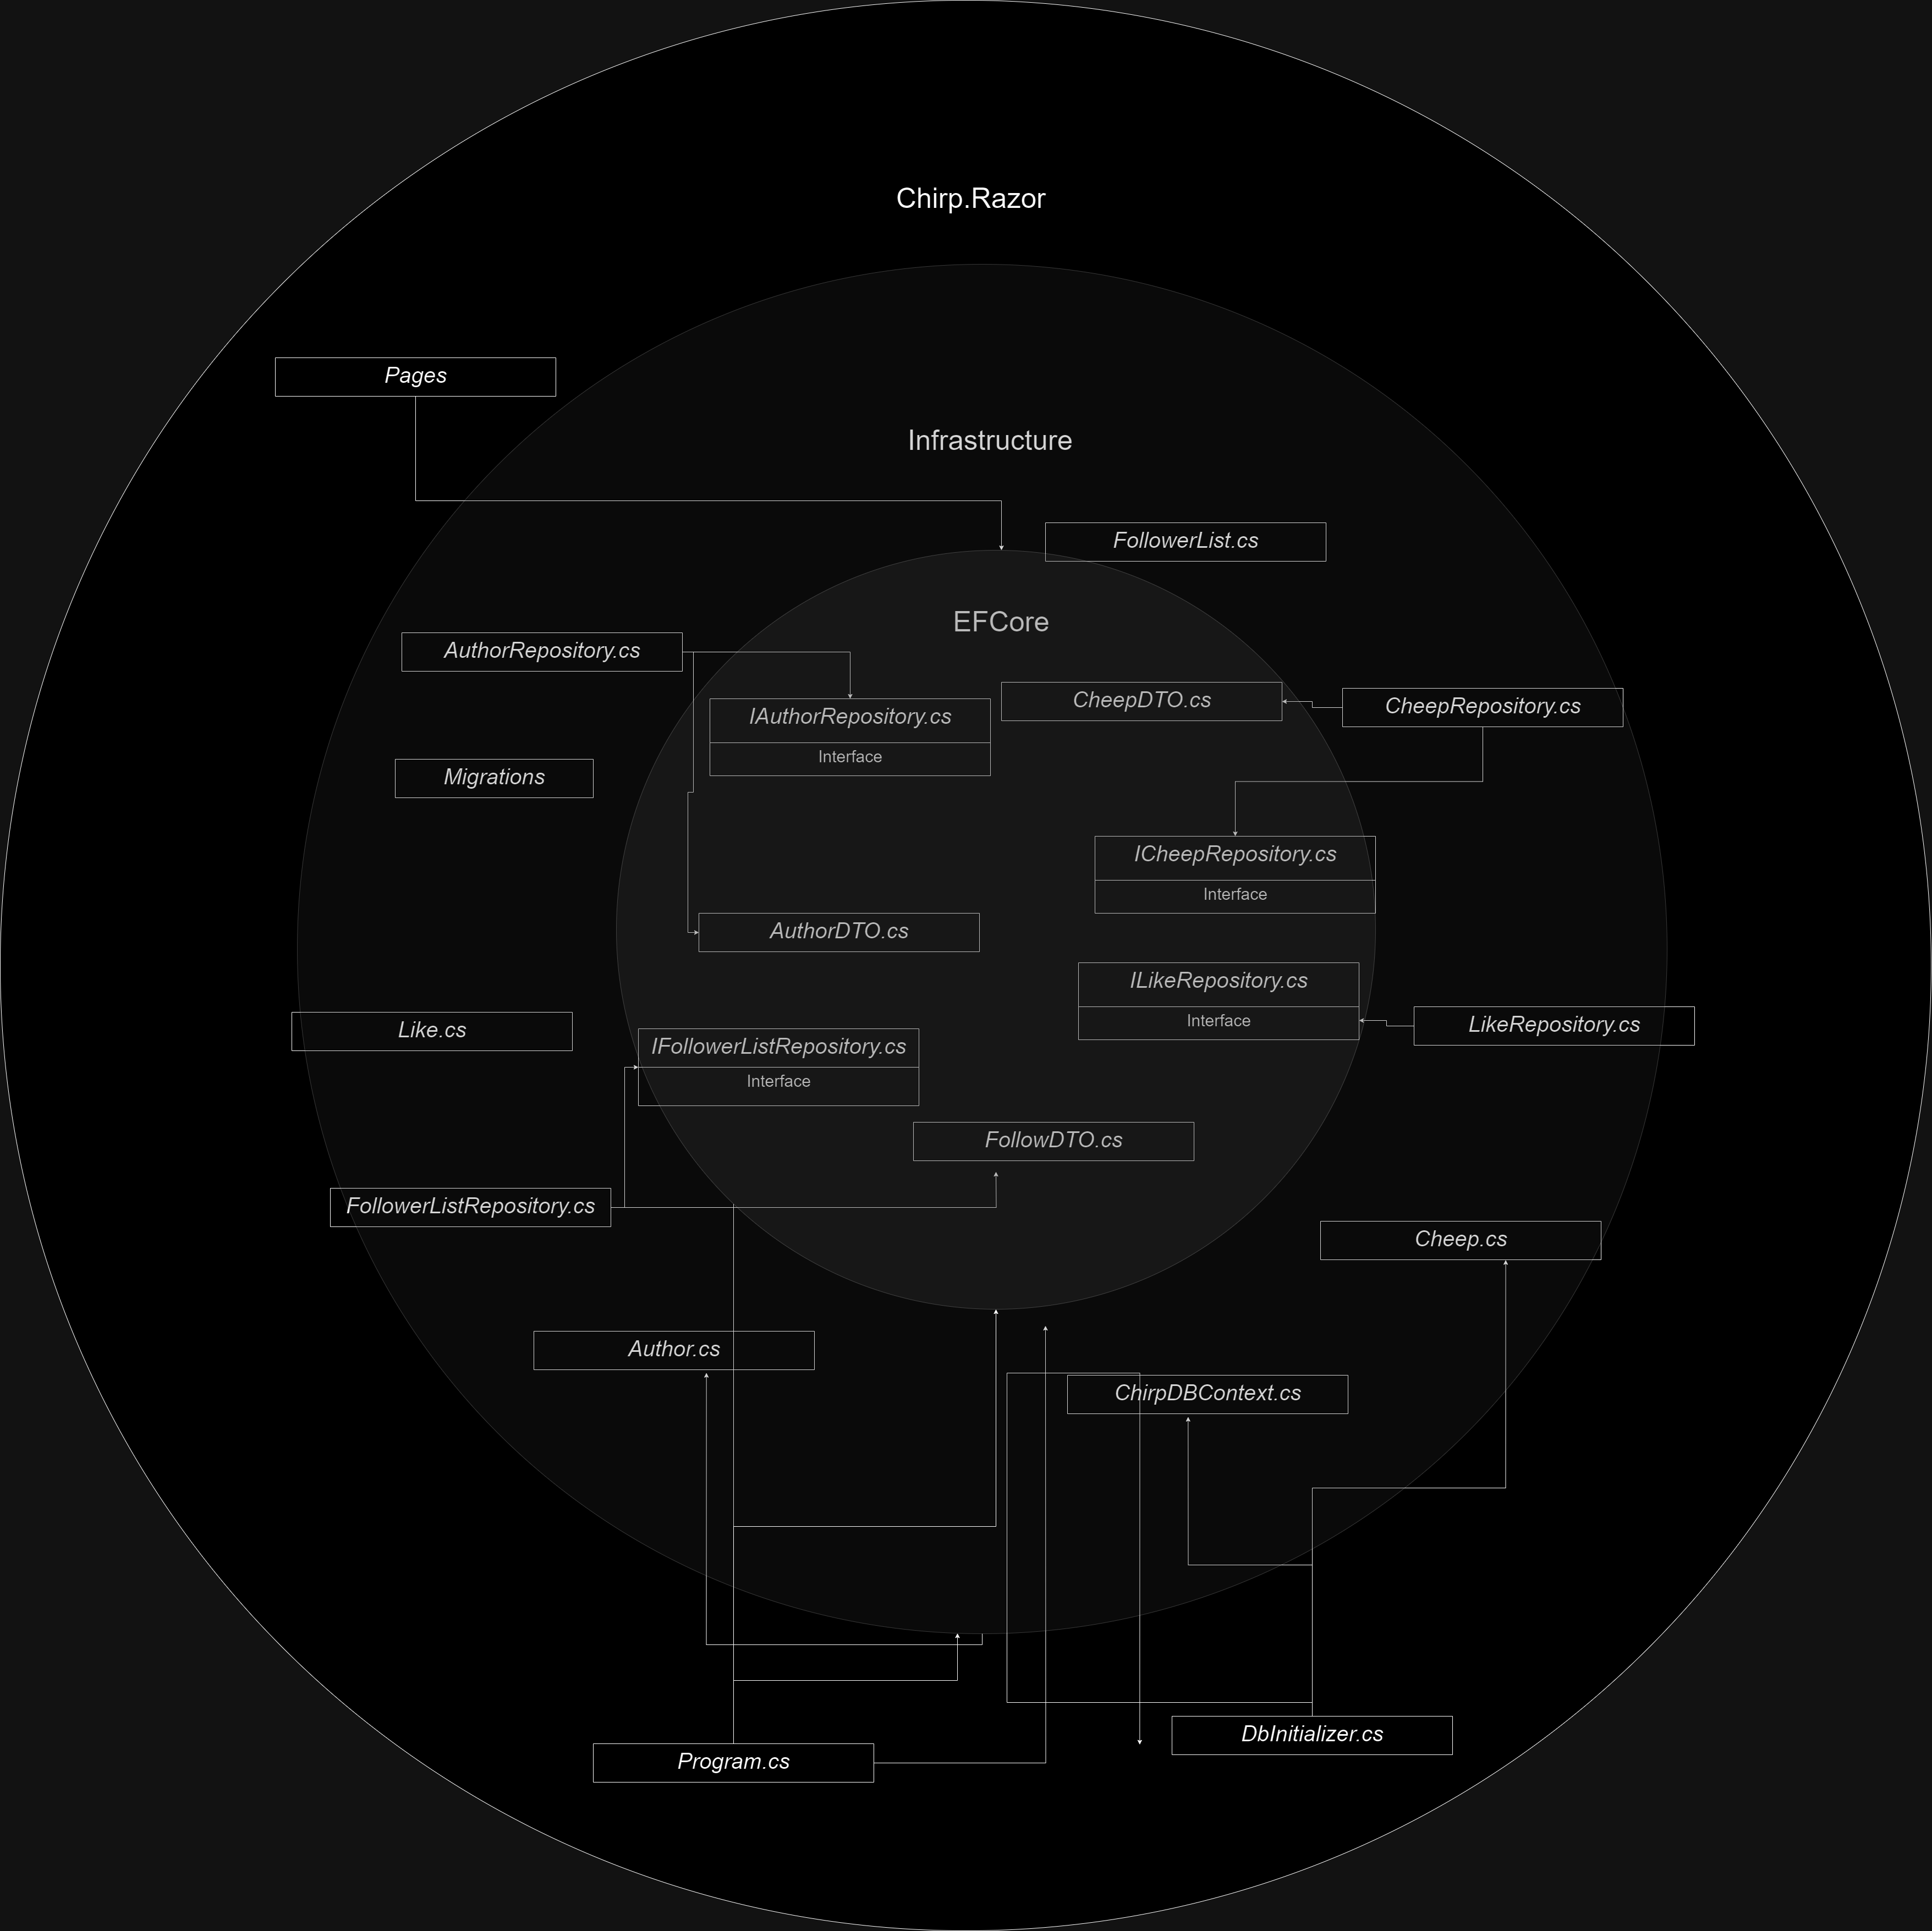 Chirp.Razor
Pages
Infrastructure
FollowerList.cs
EFCore
AuthorRepository.cs
CheepDTO.cs
CheepRepository.cs
IAuthorRepository.cs
Interface
Migrations
ICheepRepository.cs
Interface
AuthorDTO.cs
ILikeRepository.cs
Interface
LikeRepository.cs
Like.cs
IFollowerListRepository.cs
Interface
FollowDTO.cs
FollowerListRepository.cs
Cheep.cs
Author.cs
ChirpDBContext.cs
DbInitializer.cs
Program.cs